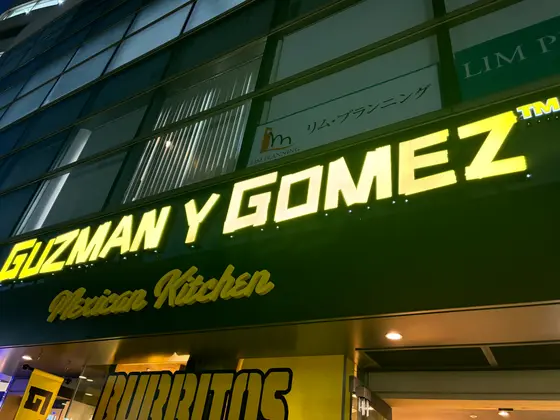 LIM P
リム・プランニング
GUZMAN Y GOMEZ™
Mexican Kitchen
BURRITOS
G